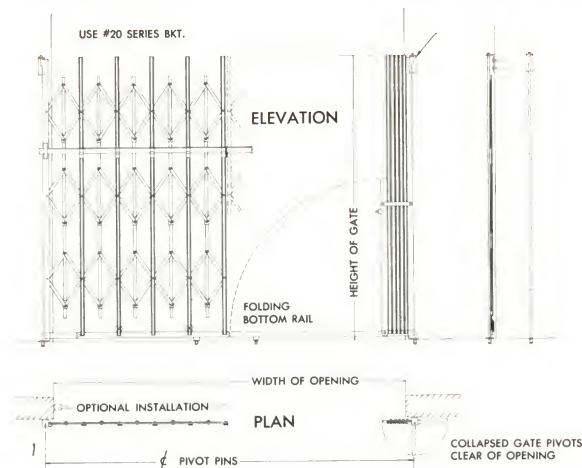 USE #20 SERIES BKT.
ELEVATION
HEIGHT OF GATE
FOLDING
BOTTOM RAIL
WIDTH OF OPENING
OPTIONAL INSTALLATION
PLAN
1
℄ PIVOT PINS
COLLAPSED GATE PIVOTS
CLEAR OF OPENING